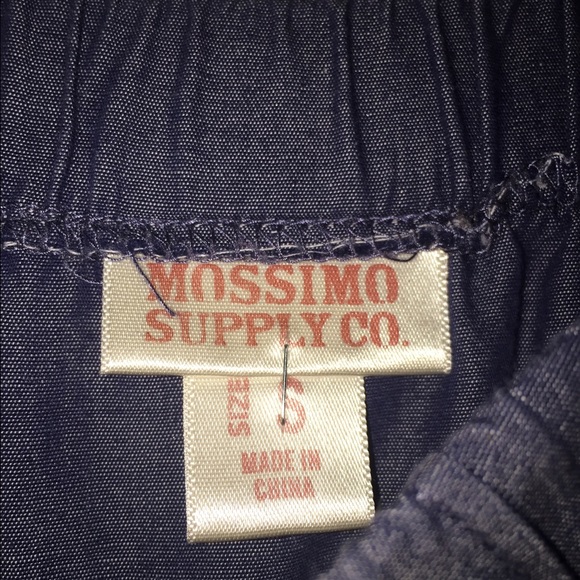 MOSSIMO
SUPPLY CO.
SIZE
S
MADE IN
CHINA